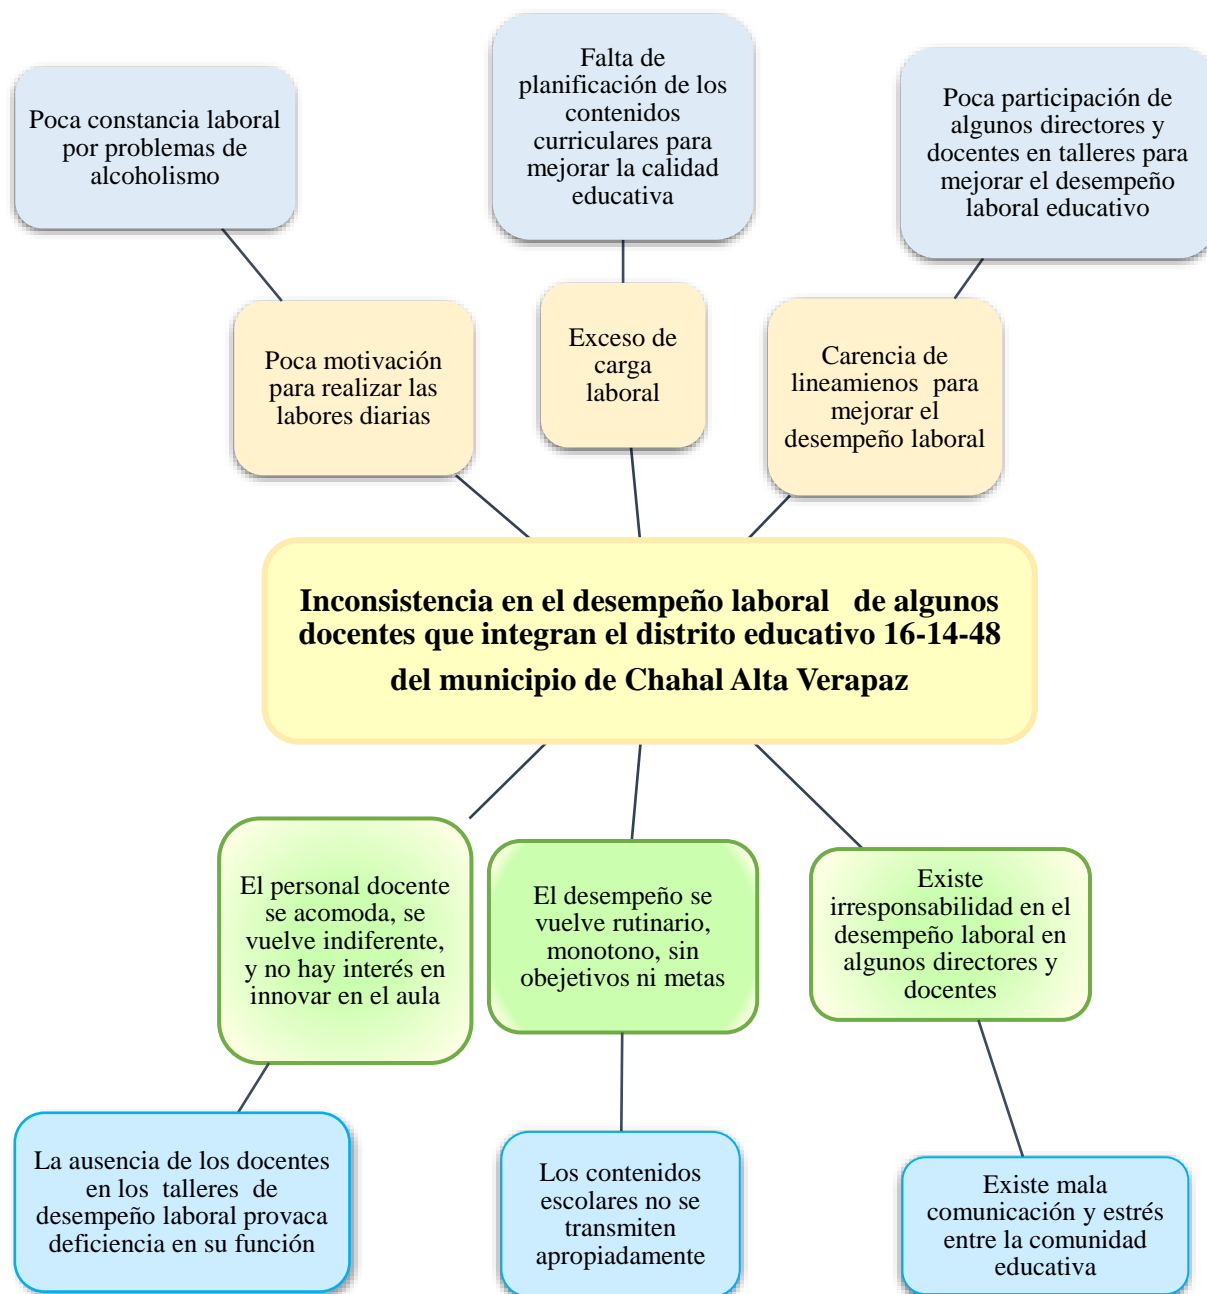 Poca constancia laboral
por problemas de
alcoholismo
Falta de
planificación de los
contenidos
curriculares para
mejorar la calidad
educativa
Poca participación de
algunos directores y
docentes en talleres para
mejorar el desempeño
laboral educativo
Poca motivación
para realizar las
labores diarias
Exceso de
carga
laboral
Carencia de
lineamienos para
mejorar el
desempeño laboral
Inconsistencia en el desempeño laboral de algunos
docentes que integran el distrito educativo 16-14-48
del municipio de Chahal Alta Verapaz
El personal docente
se acomoda, se
vuelve indiferente,
y no hay interés en
innovar en el aula
El desempeño se
vuelve rutinario,
monotono, sin
obejetivos ni metas
Existe
irresponsabilidad en el
desempeño laboral en
algunos directores y
docentes
La ausencia de los docentes
en los talleres de
desempeño laboral provaca
deficiencia en su función
Los contenidos
escolares no se
transmiten
apropiadamente
Existe mala
comunicación y estrés
entre la comunidad
educativa